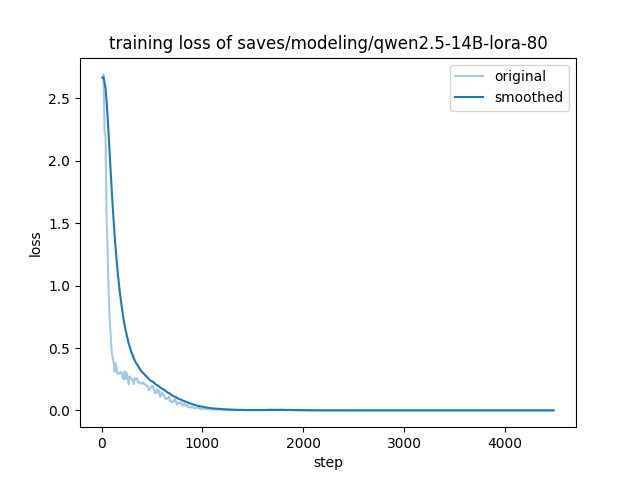 training loss of saves/modeling/qwen2.5-14B-lora-80
original
smoothed
2.5
2.0
1.5
1.0
0.5
0.0
loss
0 1000 2000 3000 4000
step